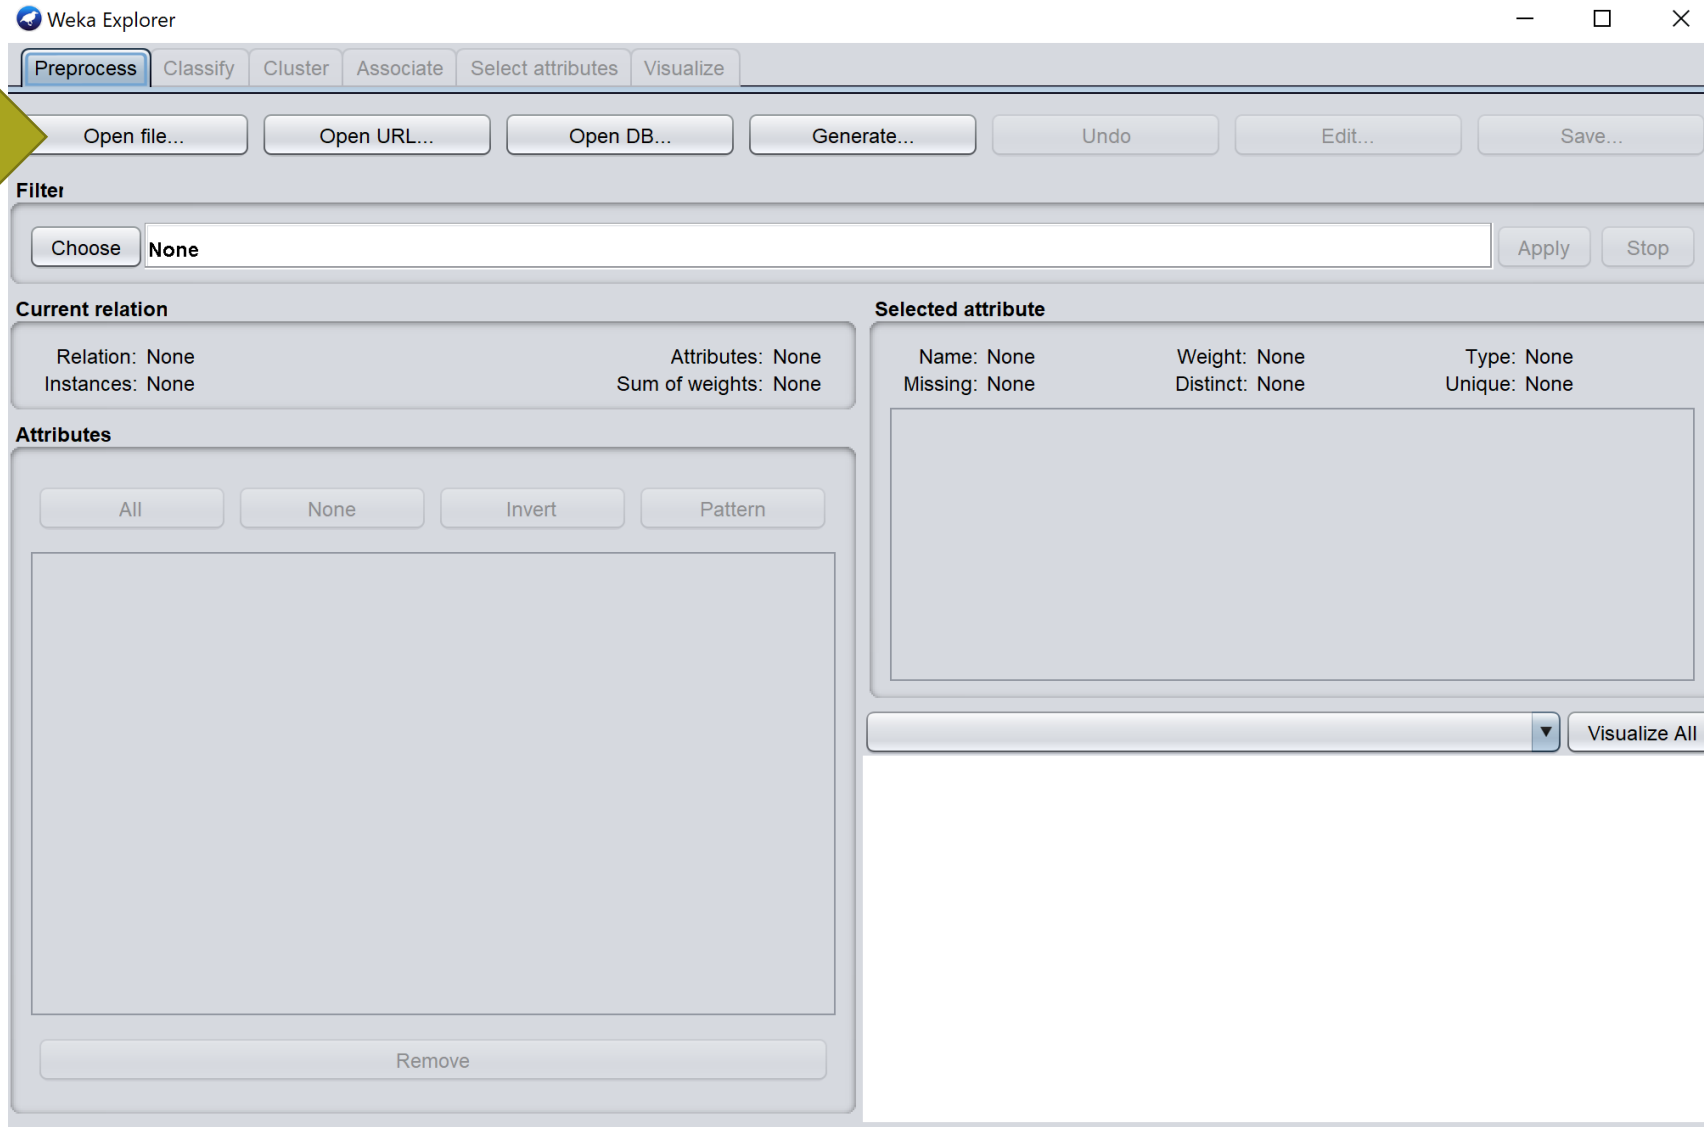 Weka Explorer
Preprocess Classify Cluster Associate Select attributes Visualize
Open file... Open URL... Open DB... Generate... Undo Edit... Save...
Filter
Choose None Apply Stop
Current relation
Relation: None Attributes: None
Instances: None Sum of weights: None
Selected attribute
Name: None Weight: None Type: None
Missing: None Distinct: None Unique: None
Attributes
All None Invert Pattern
Visualize All
Remove